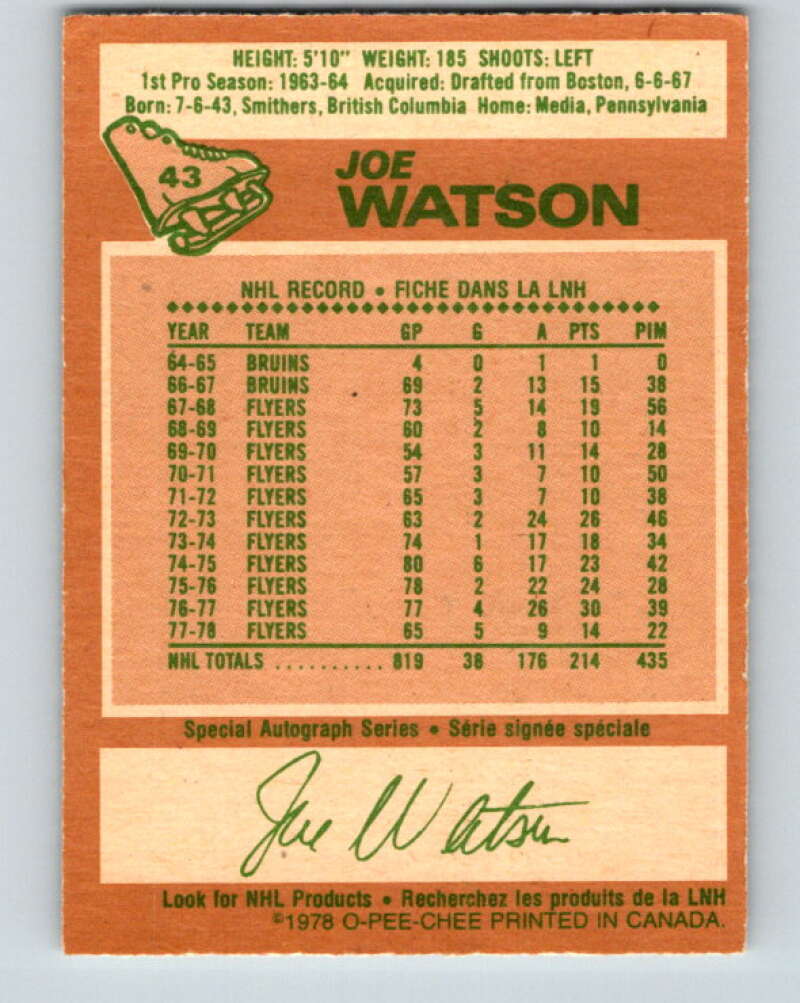 HEIGHT: 5'10" WEIGHT: 185 SHOOTS: LEFT
1st Pro Season: 1963-64 Acquired: Drafted from Boston, 6-6-67
Born: 7-6-43, Smithers, British Columbia Home: Media, Pennsylvania
43
JOE
WATSON
NHL RECORD • FICHE DANS LA LNH
YEAR TEAM GP G A PTS PIM
64-65 BRUINS 4 0 1 1 0
66-67 BRUINS 69 2 13 15 38
67-68 FLYERS 73 5 14 19 56
68-69 FLYERS 60 2 8 10 14
69-70 FLYERS 54 3 11 14 28
70-71 FLYERS 57 3 7 10 50
71-72 FLYERS 65 3 7 10 38
72-73 FLYERS 63 2 24 26 46
73-74 FLYERS 74 1 17 18 34
74-75 FLYERS 80 6 17 23 42
75-76 FLYERS 78 2 22 24 28
76-77 FLYERS 77 4 26 30 39
77-78 FLYERS 65 5 9 14 22
NHL TOTALS .......... 819 38 176 214 435
Special Autograph Series • Série signée spéciale
Joe Watson
Look for NHL Products • Recherchez les produits de la LNH
©1978 O-PEE-CHEE PRINTED IN CANADA.